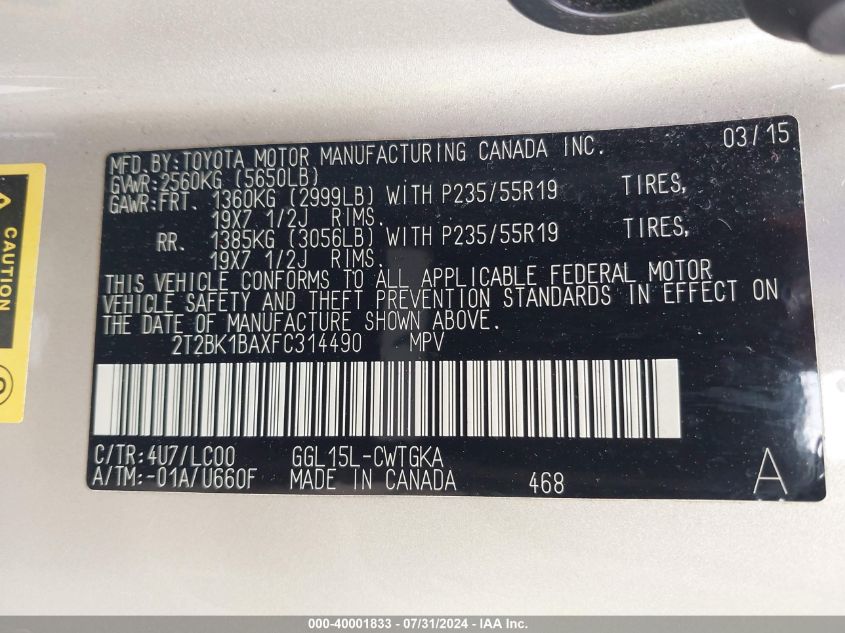 03/15
MFD.BY:TOYOTA MOTOR MANUFACTURING CANADA INC.
GVWR:2560KG (5650LB)
GAWR:FRT. 1360KG (2999LB) WITH P235/55R19 TIRES,
19X7 1/2J RIMS.
RR. 1385KG (3056LB) WITH P235/55R19 TIRES,
19X7 1/2J RIMS.
THIS VEHICLE CONFORMS TO ALL APPLICABLE FEDERAL MOTOR
VEHICLE SAFETY AND THEFT PREVENTION STANDARDS IN EFFECT ON
THE DATE OF MANUFACTURE SHOWN ABOVE.
2T2BK1BAXFC314490 MPV
C/TR:4U7/LC00 GGL15L-CWTGKA
A/TM:-01A/U660F MADE IN CANADA 468 A
CAUTION
000-40001833 - 07/31/2024 - IAA Inc.